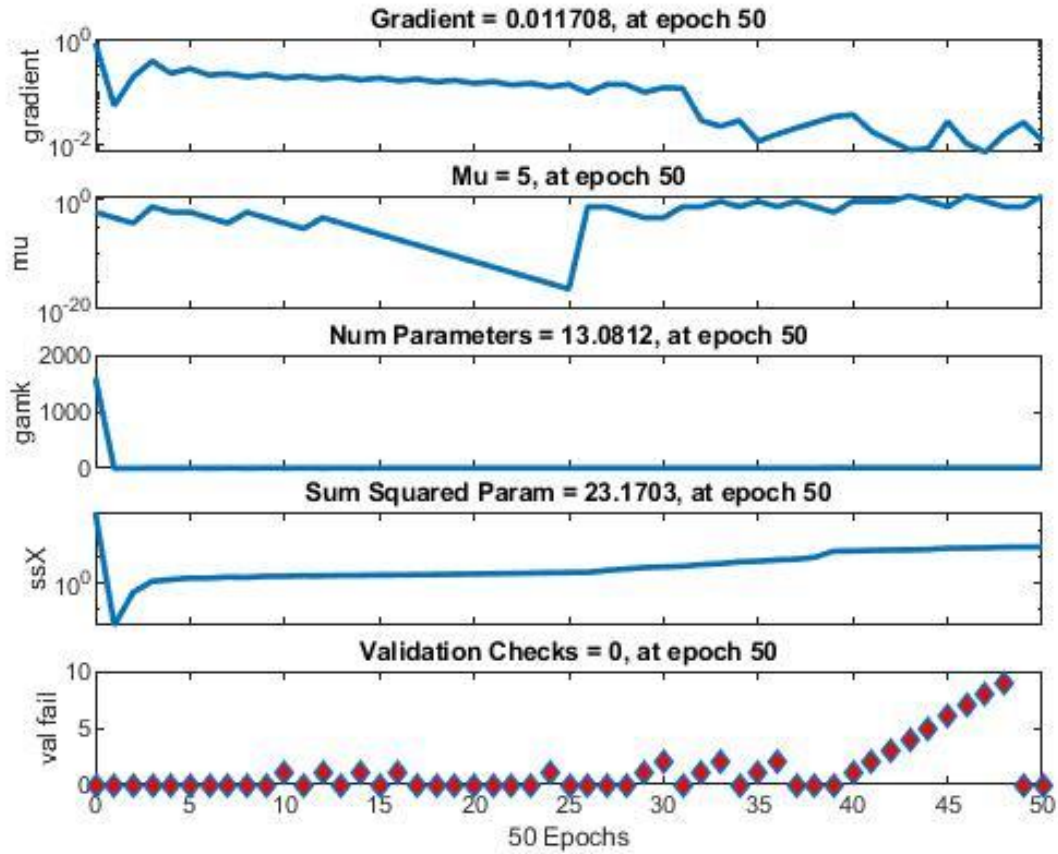 Gradient = 0.011708, at epoch 50
10^0
gradient
10^-2
Mu = 5, at epoch 50
10^0
mu
10^-20
Num Parameters = 13.0812, at epoch 50
2000
gamk
1000
0
Sum Squared Param = 23.1703, at epoch 50
ssX
10^0
Validation Checks = 0, at epoch 50
10
val fail
5
0
0 5 10 15 20 25 30 35 40 45 50
50 Epochs